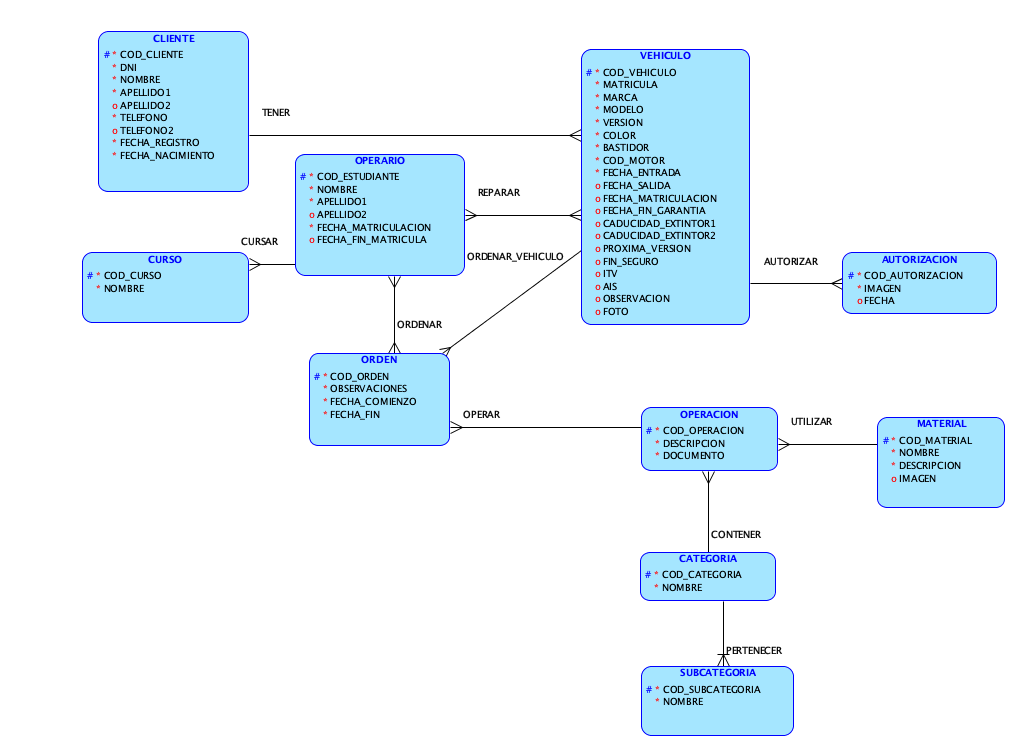 CLIENTE
# * COD_CLIENTE
* DNI
* NOMBRE
* APELLIDO1
o APELLIDO2
* TELEFONO
o TELEFONO2
* FECHA_REGISTRO
* FECHA_NACIMIENTO
TENER
VEHICULO
# * COD_VEHICULO
* MATRICULA
* MARCA
* MODELO
* VERSION
* COLOR
* BASTIDOR
* COD_MOTOR
* FECHA_ENTRADA
o FECHA_SALIDA
o FECHA_MATRICULACION
o FECHA_FIN_GARANTIA
o CADUCIDAD_EXTINTOR1
o CADUCIDAD_EXTINTOR2
o PROXIMA_VERSION
o FIN_SEGURO
o ITV
o AIS
o OBSERVACION
o FOTO
OPERARIO
# * COD_ESTUDIANTE
* NOMBRE
* APELLIDO1
o APELLIDO2
* FECHA_MATRICULACION
o FECHA_FIN_MATRICULA
REPARAR
CURSAR
CURSO
# * COD_CURSO
* NOMBRE
ORDENAR_VEHICULO
AUTORIZAR
AUTORIZACION
# * COD_AUTORIZACION
* IMAGEN
o FECHA
ORDENAR
ORDEN
# * COD_ORDEN
* OBSERVACIONES
* FECHA_COMIENZO
* FECHA_FIN
OPERAR
OPERACION
# * COD_OPERACION
* DESCRIPCION
* DOCUMENTO
UTILIZAR
MATERIAL
# * COD_MATERIAL
* NOMBRE
* DESCRIPCION
o IMAGEN
CONTENER
CATEGORIA
# * COD_CATEGORIA
* NOMBRE
PERTENECER
SUBCATEGORIA
# * COD_SUBCATEGORIA
* NOMBRE